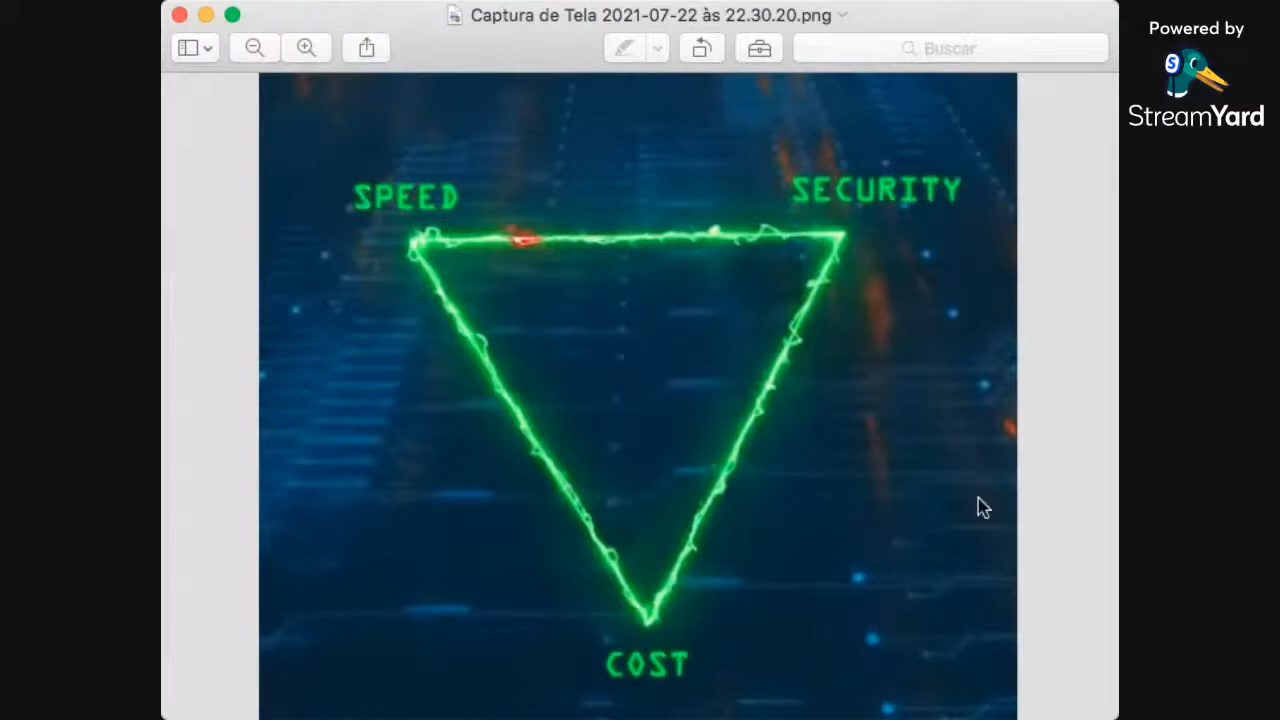 Captura de Tela 2021-07-22 às 22.30.20.png
Powered by
S
StreamYard
Buscar
SPEED
SECURITY
COST